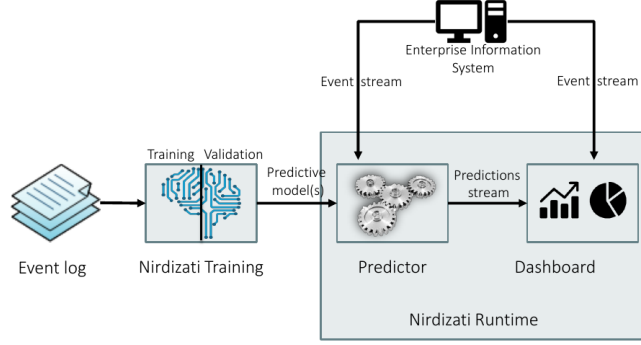 Enterprise Information
System
Event stream
Event stream
Training
Validation
Predictive
model(s)
Predictions
stream
Event log
Nirdizati Training
Predictor
Dashboard
Nirdizati Runtime